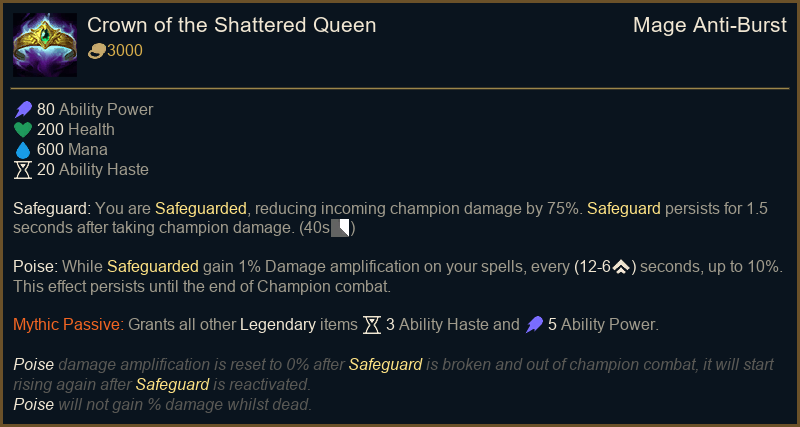 Crown of the Shattered Queen
Mage Anti-Burst
3000
80 Ability Power
200 Health
600 Mana
20 Ability Haste
Safeguard: You are Safeguarded, reducing incoming champion damage by 75%. Safeguard persists for 1.5
seconds after taking champion damage. (40s)
Poise: While Safeguarded gain 1% Damage amplification on your spells, every (12-6) seconds, up to 10%.
This effect persists until the end of Champion combat.
Mythic Passive: Grants all other Legendary items 3 Ability Haste and 5 Ability Power.
Poise damage amplification is reset to 0% after Safeguard is broken and out of champion combat, it will start
rising again after Safeguard is reactivated.
Poise will not gain % damage whilst dead.